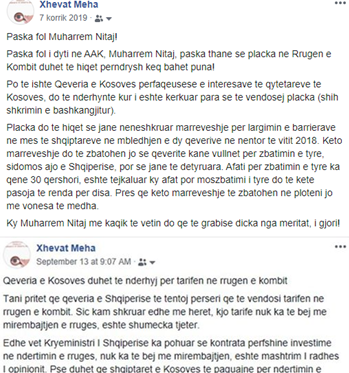 Xhevat Meha
7 korrik 2019
Paska fol Muharrem Nitaj!
Paska fol i dyti ne AAK, Muharrem Nitaj, paska thane se placka ne Rrugen e
Kombit duhet te hiqet perndryshe keq bahet puna!
Po te ishte Qeveria e Kosoves perfaqeusese e interesave te qytetareve te
Kosoves, do te nderhynte kur i eshte kerkuar para se te vendosej placka (shih
shkrimin e bashkangjitur).
Placka do te hiqet se jane neneshkruar marreveshje per largimin e barrierave
ne mes te shqiptareve ne mbledhjen e dy qeverive ne nentor te vitit 2018. Keto
marreveshje do te zbatohen jo se qeverite kane vullnet per zbatimin e tyre,
sidomos ajo e Shqiperise, por se jane te detyruara. Afati per zbatimin e tyre ka
qene 30 qershori, eshte tejkaluar ky afat por moszbatimi i tyre do te kete
pasoja te renda per disa. Pres qe keto marreveshje te zbatohen ne ploteni jo
me vonesa te medha.
Ky Muharrem Nitaj me kaqik te vetin do qe te grabise dicka nga meritat, i gjori!
Xhevat Meha
September 13 at 9:07 AM
Qeveria e Kosoves duhet te nderhyj per tarifen ne rrugen e kombit
Tani pritet qe qeveria e Shqiperise te tentoj perseri qe te vendosi tarifen ne
rrugen e kombit. Sic kam shkruar edhe me heret, kjo tarife nuk ka te bej me
mirembajtjen e rruges, eshte shumecka tjeter.
Edhe vet Kryeministri I Shqiperise ka pohuar se kontrata perfshine investime
ne ndertimin e rruges, nuk ka te bej me mirembajtjen, eshte mashtrim I radhes
I opinionit. Pse duhet qe shqiptaret e Kosoves te paguajne per ndertimin e